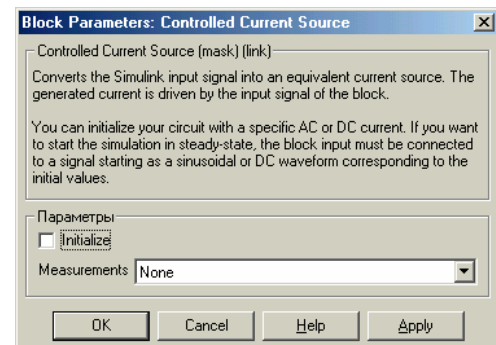 Block Parameters: Controlled Current Source
Controlled Current Source (mask) (link)
Converts the Simulink input signal into an equivalent current source. The
generated current is driven by the input signal of the block.
You can initialize your circuit with a specific AC or DC current. If you want
to start the simulation in steady-state, the block input must be connected
to a signal starting as a sinusoidal or DC waveform corresponding to the
initial values.
Параметры
Initialize
Measurements None
OK Cancel Help Apply